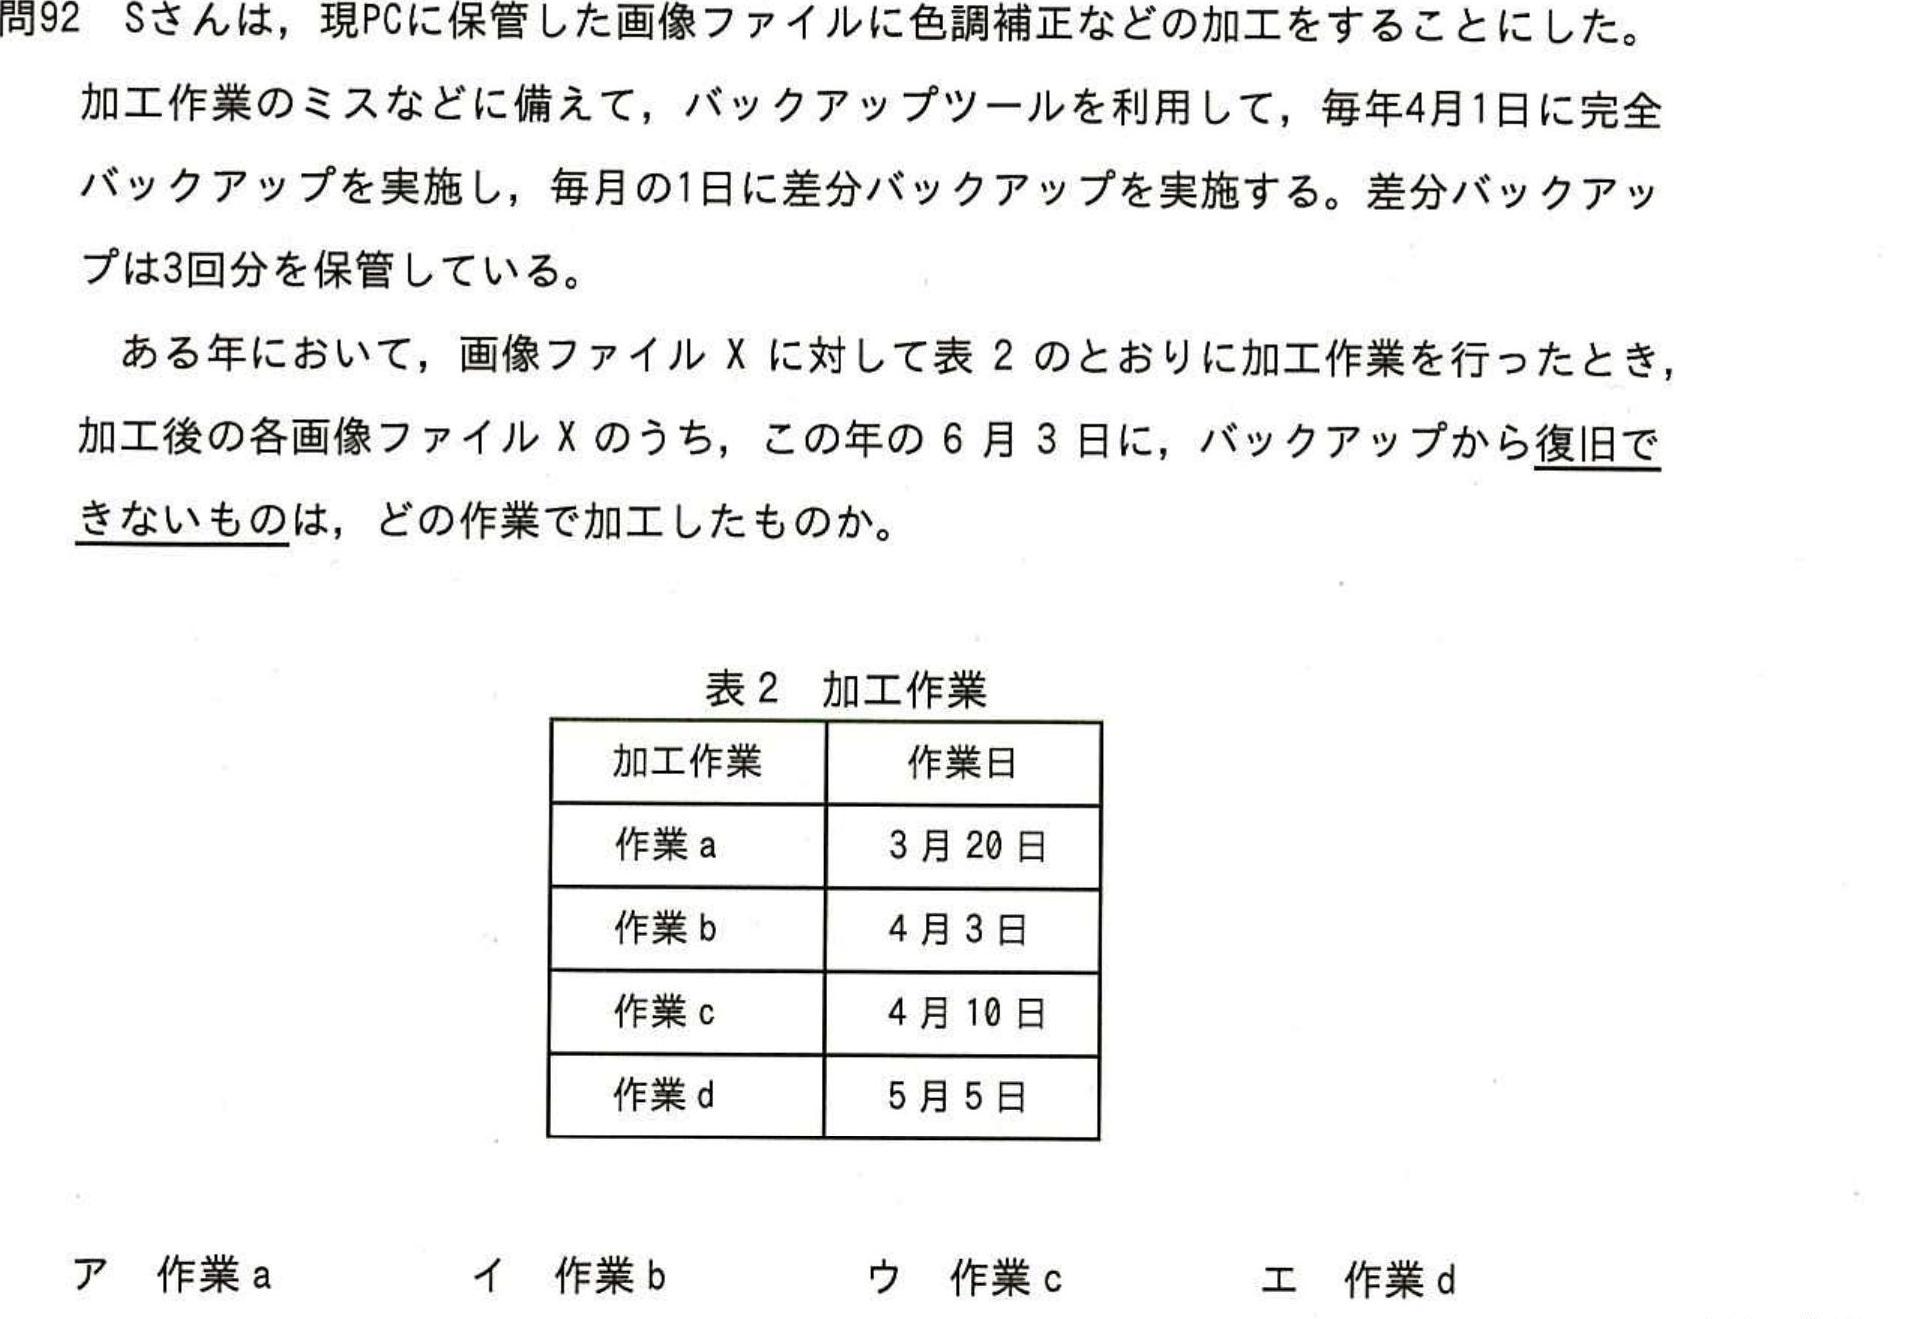 問92　Sさんは，現PCに保管した画像ファイルに色調補正などの加工をすることにした。
加工作業のミスなどに備えて，バックアップツールを利用して，毎年4月1日に完全
バックアップを実施し，毎月の1日に差分バックアップを実施する。差分バックアッ
プは3回分を保管している。
ある年において，画像ファイル X に対して表 2 のとおりに加工作業を行ったとき，
加工後の各画像ファイル X のうち，この年の 6 月 3 日に，バックアップから復旧で
きないものは，どの作業で加工したものか。
表2　加工作業
加工作業　作業日
作業a　3月20日
作業b　4月3日
作業c　4月10日
作業d　5月5日
ア　作業a　イ　作業b　ウ　作業c　エ　作業d